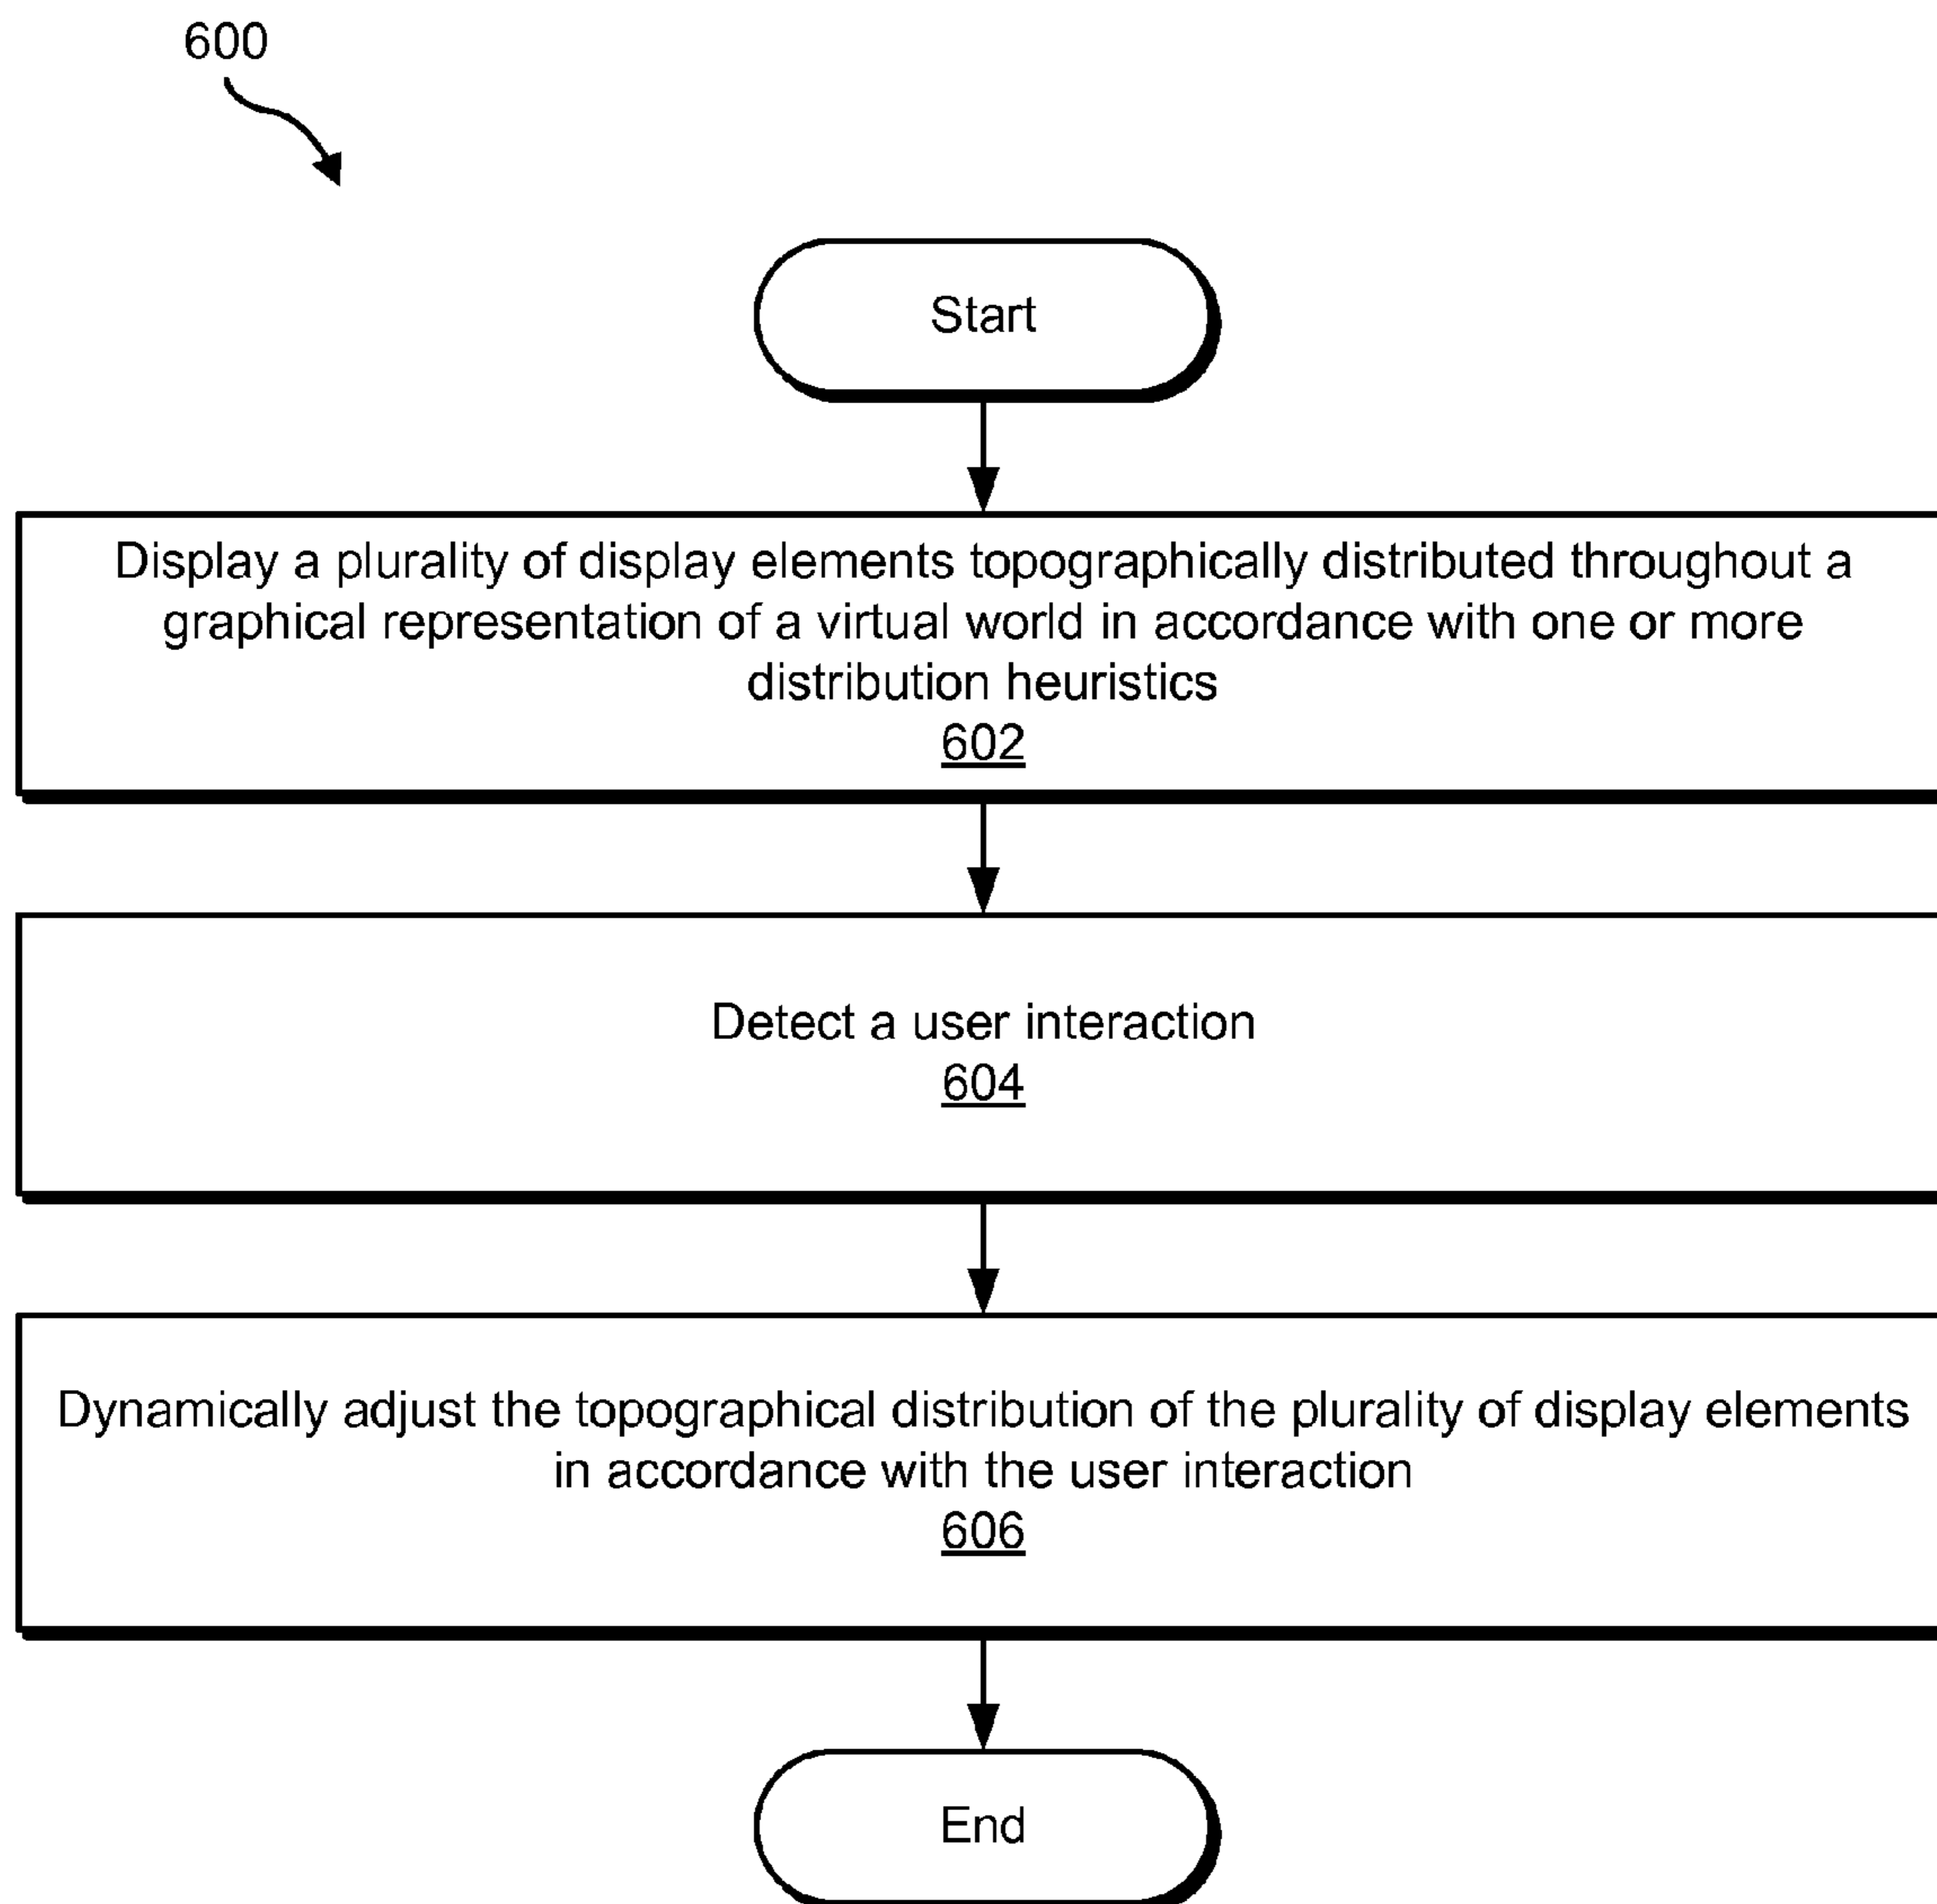 600
Start
Display a plurality of display elements topographically distributed throughout a
graphical representation of a virtual world in accordance with one or more
distribution heuristics
602
Detect a user interaction
604
Dynamically adjust the topographical distribution of the plurality of display elements
in accordance with the user interaction
606
End